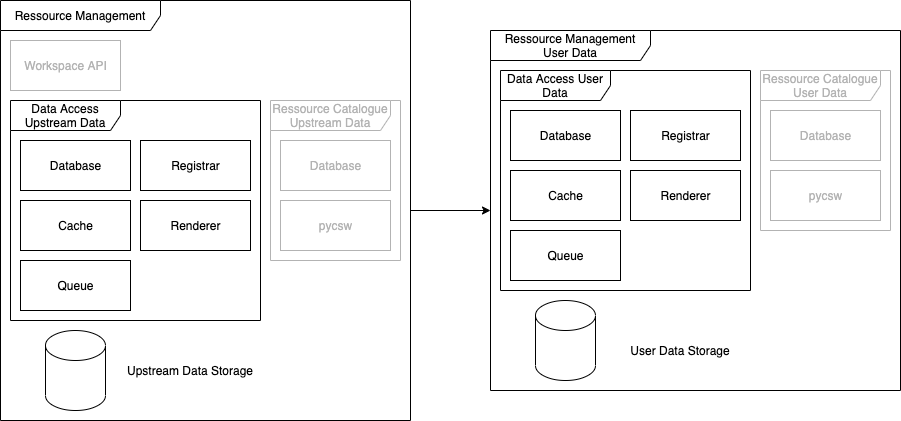 Ressource Management
Workspace API
Data Access
Upstream Data
Database
Registrar
Cache
Renderer
Queue
Ressource Catalogue
Upstream Data
Database
pycsw
Upstream Data Storage
Ressource Management
User Data
Data Access User
Data
Database
Registrar
Cache
Renderer
Queue
Ressource Catalogue
User Data
Database
pycsw
User Data Storage